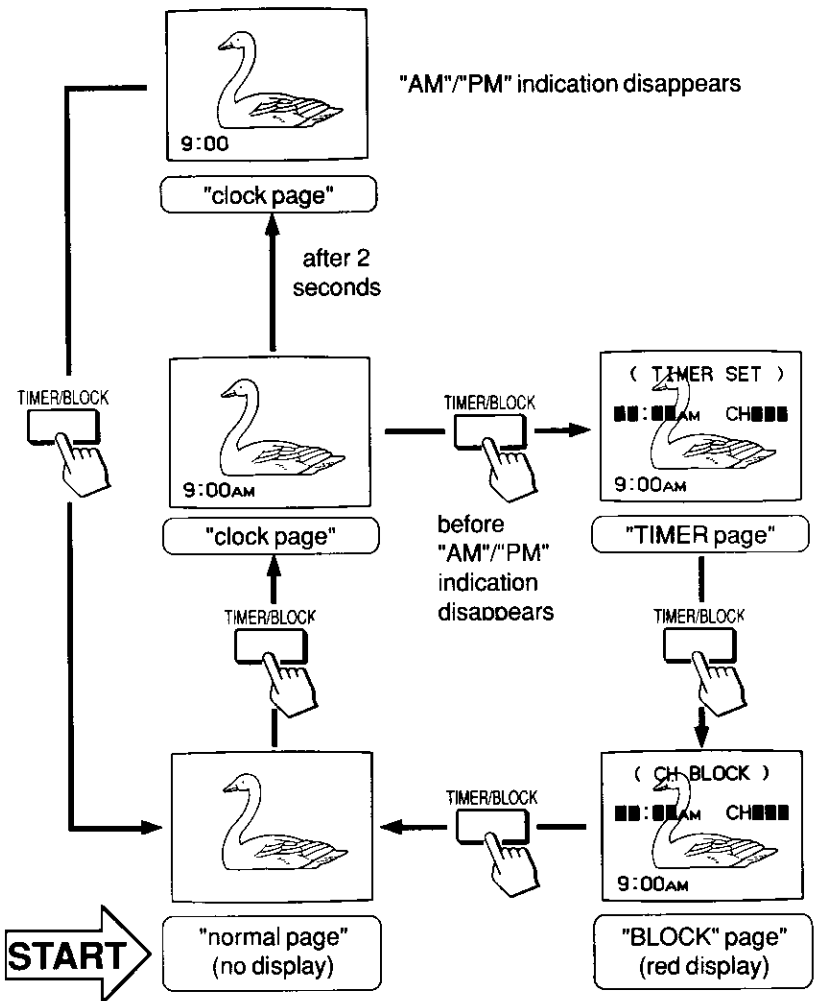 "AM"/"PM" indication disappears
9:00
"clock page"
after 2
seconds
TIMER/BLOCK
TIMER/BLOCK
( TIMER SET )
██:██AM CH███
9:00AM
9:00AM
"clock page"
before
"AM"/"PM"
indication
disappears
"TIMER page"
TIMER/BLOCK
TIMER/BLOCK
( CH BLOCK )
██:██AM CH███
TIMER/BLOCK
9:00AM
START
"normal page"
(no display)
"BLOCK" page"
(red display)